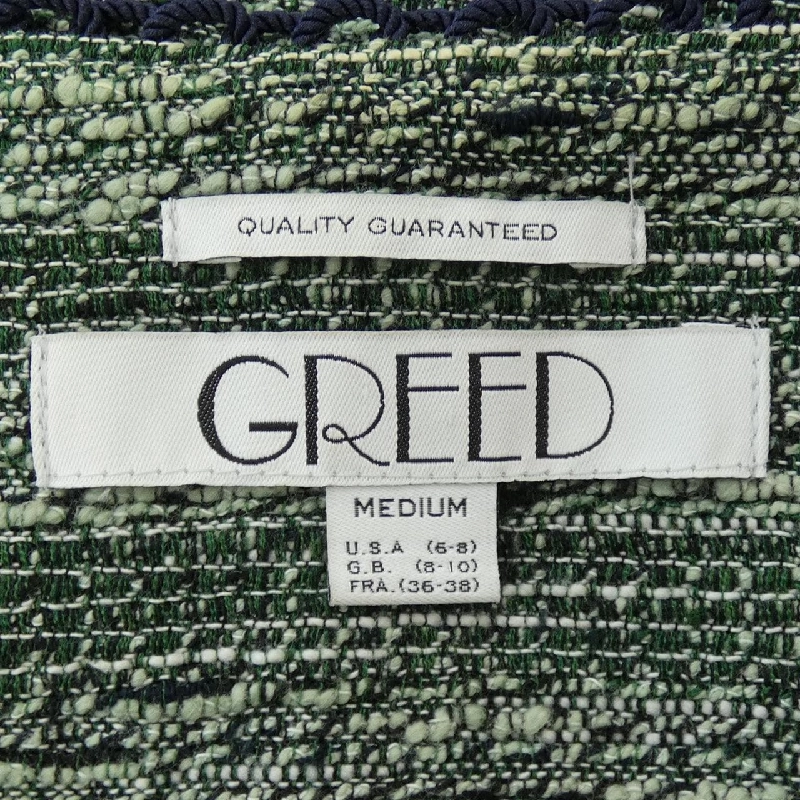 QUALITY GUARANTEED
GREED
MEDIUM
U.S.A (6-8)
G.B. (8-10)
FRA.(36-38)